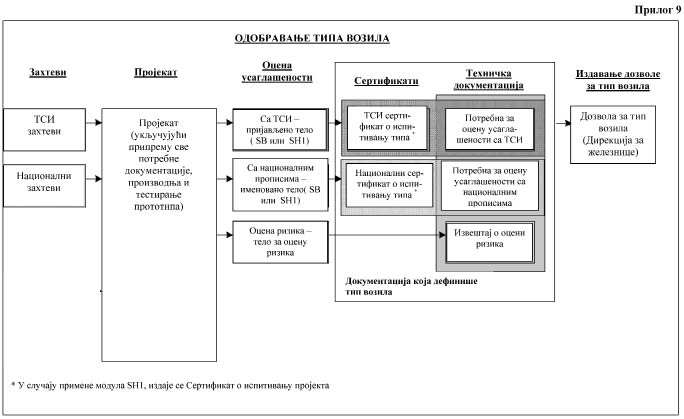 Прилог 9
ОДОБРАВАЊЕ ТИПА ВОЗИЛА
Захтеви
Пројекат
Оцена
усаглашености
Сертификати
Техничка
документација
Издавање дозволе
за тип возила
ТСИ
захтеви
Национални
захтеви
Пројекат
(укључујући
припрему све
потребне
документације,
производња и
тестирање
прототипа)
Са ТСИ –
пријављено тело
( SB или SH1)
Са националним
прописима –
именовано тело( SB
или SH1)
Оцена ризика –
тело за оцену
ризика
ТСИ серти-
фикат о испи-
тивању типа *
Национални сер-
тификат о испи-
тивању типа *
Потребна за
оцену усагла-
шености са ТСИ
Потребна за оцену
усаглашености са
националним
прописима
Извештај о оцени
ризика
Дозвола за тип
возила
(Дирекција за
железнице)
Документација која дефинише
тип возила
* У случају примене модула SH1, издаје се Сертификат о испитивању пројекта